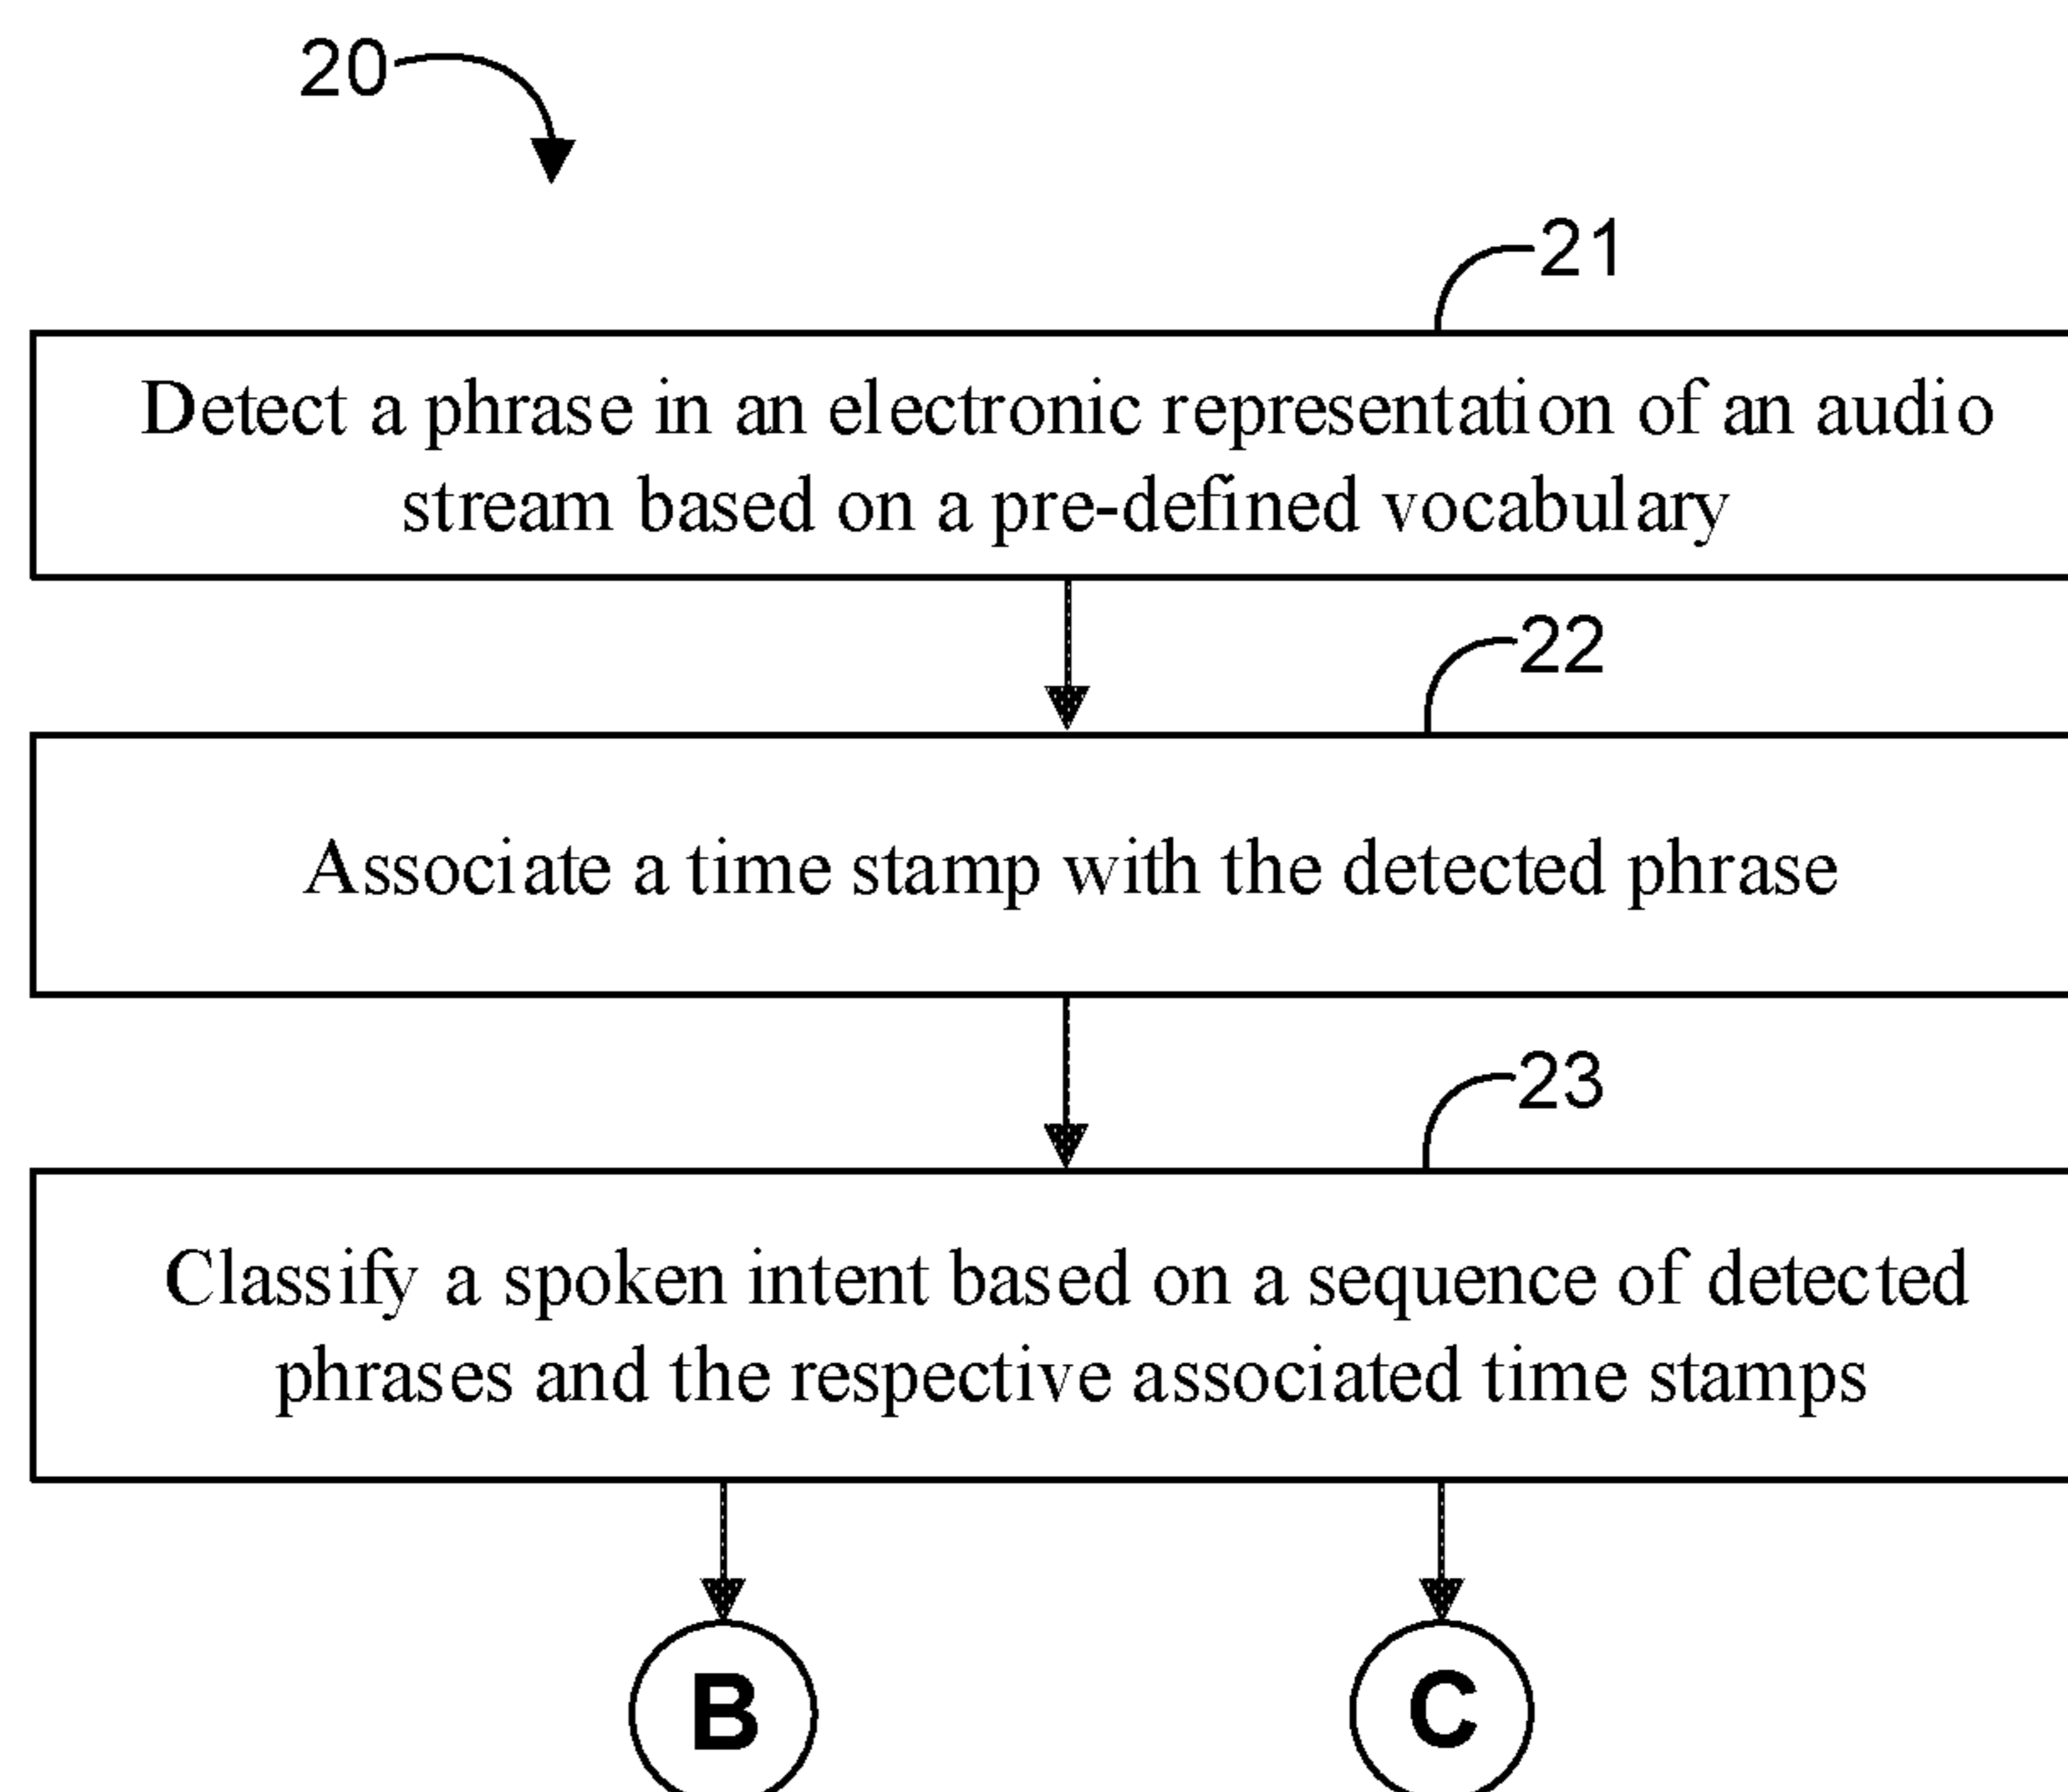 20
21
Detect a phrase in an electronic representation of an audio
stream based on a pre-defined vocabulary
22
Associate a time stamp with the detected phrase
23
Classify a spoken intent based on a sequence of detected
phrases and the respective associated time stamps
B
C